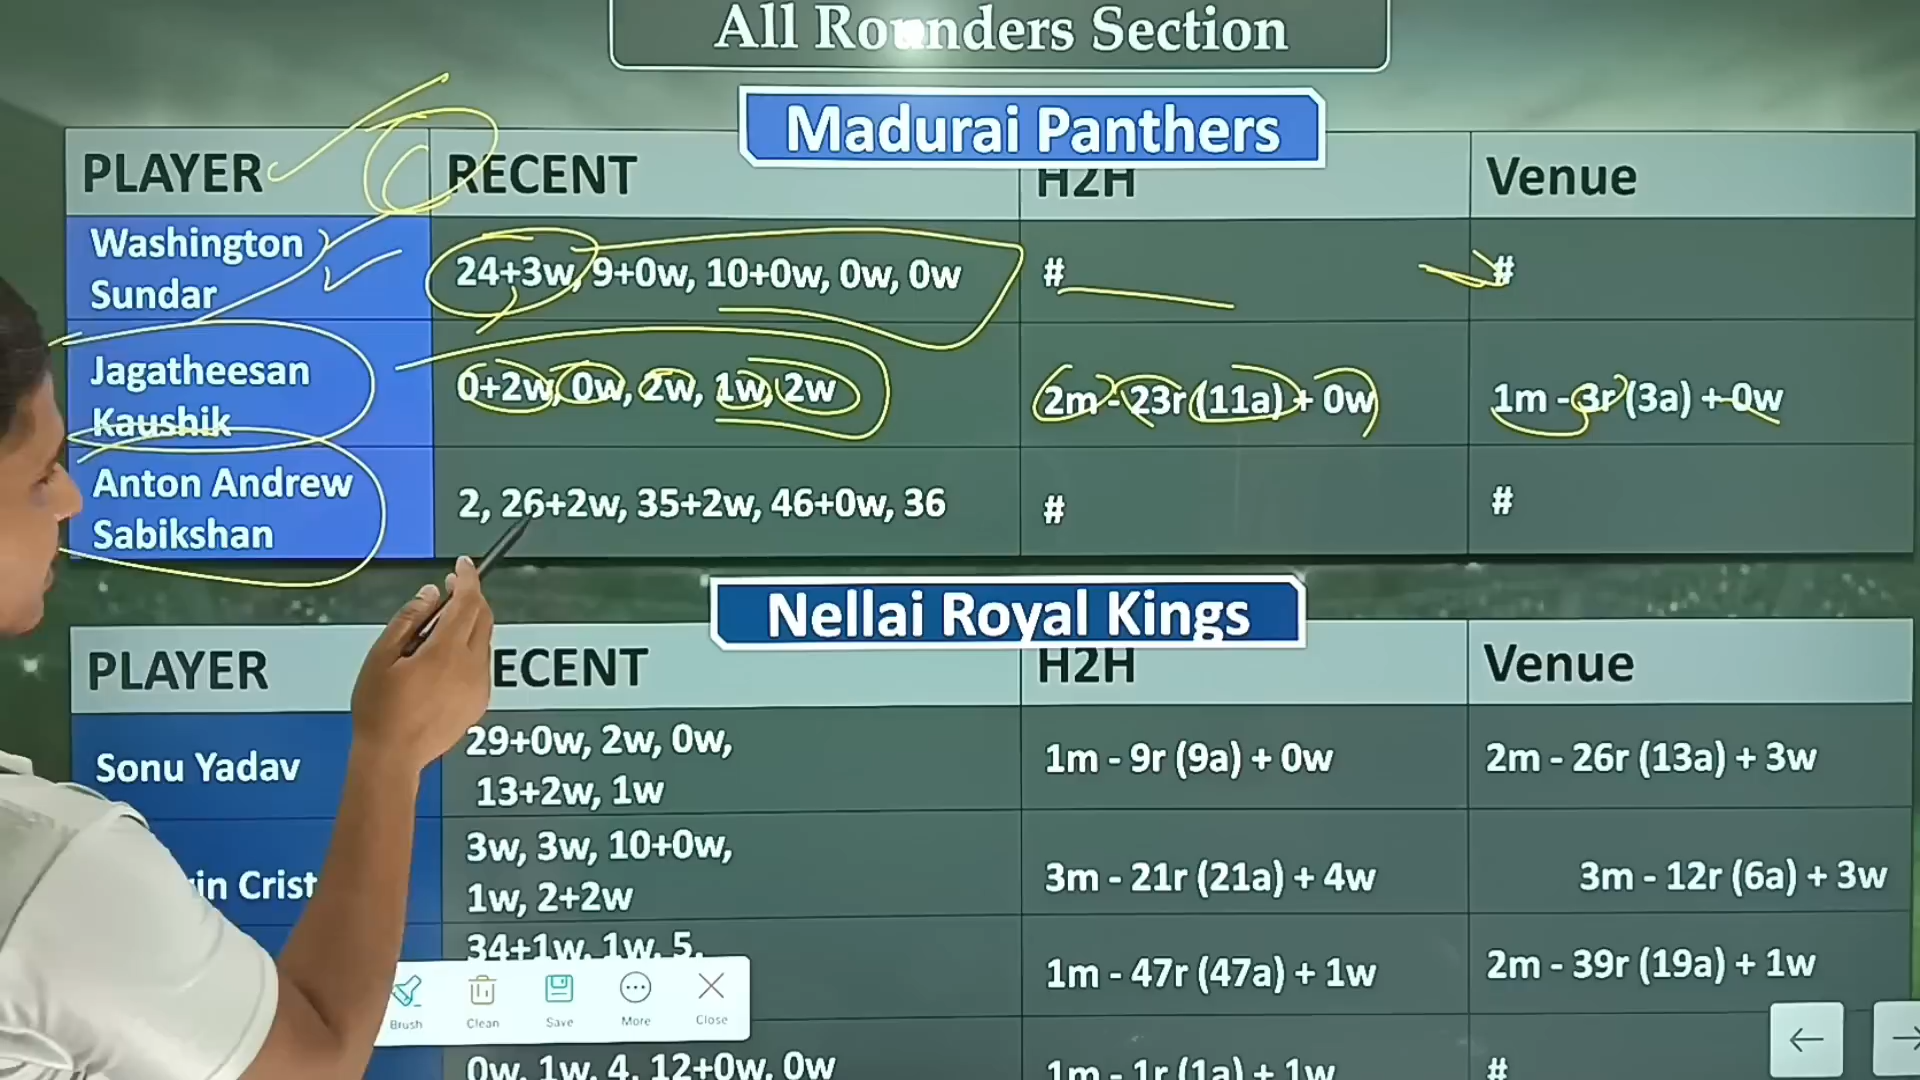 All Rounders Section
Madurai Panthers
PLAYER RECENT H2H Venue
Washington
Sundar
24+3w, 9+0w, 10+0w, 0w, 0w # #
Jagatheesan
Kaushik
0+2w, 0w, 2w, 1w, 2w 2m - 23r (11a) + 0w 1m - 3r (3a) + 0w
Anton Andrew
Sabikshan
2, 26+2w, 35+2w, 46+0w, 36 # #
Nellai Royal Kings
PLAYER ECENT H2H Venue
Sonu Yadav
29+0w, 2w, 0w,
13+2w, 1w
1m - 9r (9a) + 0w 2m - 26r (13a) + 3w
in Crist
3w, 3w, 10+0w,
1w, 2+2w
3m - 21r (21a) + 4w 3m - 12r (6a) + 3w
34+1w, 1w, 5,
1m - 47r (47a) + 1w 2m - 39r (19a) + 1w
Brush Clean Save More Close
0w, 1w, 4, 12+0w, 0w 1m - 1r (1a) + 1w #